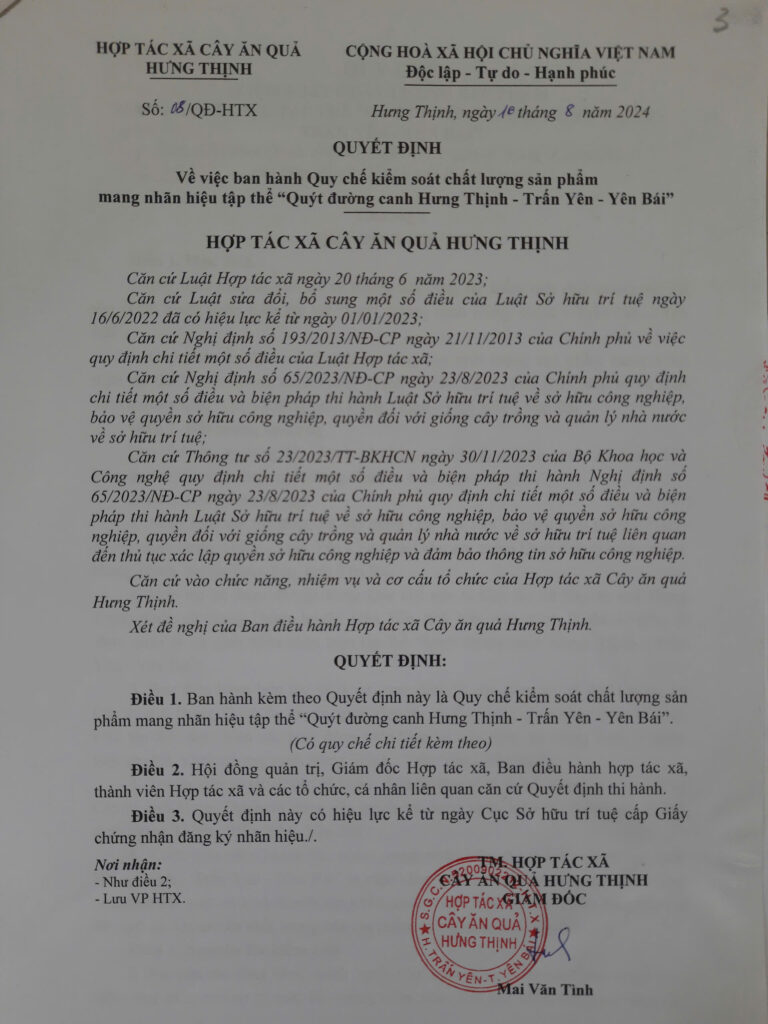 3
HỢP TÁC XÃ CÂY ĂN QUẢ
HƯNG THỊNH
CỘNG HOÀ XÃ HỘI CHỦ NGHĨA VIỆT NAM
Độc lập - Tự do - Hạnh phúc
Số: 08/QĐ-HTX
Hưng Thịnh, ngày 10 tháng 8 năm 2024
QUYẾT ĐỊNH
Về việc ban hành Quy chế kiểm soát chất lượng sản phẩm
mang nhãn hiệu tập thể “Quýt đường canh Hưng Thịnh - Trấn Yên - Yên Bái”
HỢP TÁC XÃ CÂY ĂN QUẢ HƯNG THỊNH
Căn cứ Luật Hợp tác xã ngày 20 tháng 6 năm 2023;
Căn cứ Luật sửa đổi, bổ sung một số điều của Luật Sở hữu trí tuệ ngày
16/6/2022 đã có hiệu lực kể từ ngày 01/01/2023;
Căn cứ Nghị định số 193/2013/NĐ-CP ngày 21/11/2013 của Chính phủ về việc
quy định chi tiết một số điều của Luật Hợp tác xã;
Căn cứ Nghị định số 65/2023/NĐ-CP ngày 23/8/2023 của Chính phủ quy định
chi tiết một số điều và biện pháp thi hành Luật Sở hữu trí tuệ về sở hữu công nghiệp,
bảo vệ quyền sở hữu công nghiệp, quyền đối với giống cây trồng và quản lý nhà nước
về sở hữu trí tuệ;
Căn cứ Thông tư số 23/2023/TT-BKHCN ngày 30/11/2023 của Bộ Khoa học và
Công nghệ quy định chi tiết một số điều và biện pháp thi hành Nghị định số
65/2023/NĐ-CP ngày 23/8/2023 của Chính phủ quy định chi tiết một số điều và biện
pháp thi hành Luật Sở hữu trí tuệ về sở hữu công nghiệp, bảo vệ quyền sở hữu công
nghiệp, quyền đối với giống cây trồng và quản lý nhà nước về sở hữu trí tuệ liên quan
đến thủ tục xác lập quyền sở hữu công nghiệp và đảm bảo thông tin sở hữu công nghiệp.
Căn cứ vào chức năng, nhiệm vụ và cơ cấu tổ chức của Hợp tác xã Cây ăn quả
Hưng Thịnh.
Xét đề nghị của Ban điều hành Hợp tác xã Cây ăn quả Hưng Thịnh.
QUYẾT ĐỊNH:
Điều 1. Ban hành kèm theo Quyết định này là Quy chế kiểm soát chất lượng sản
phẩm mang nhãn hiệu tập thể “Quýt đường canh Hưng Thịnh - Trấn Yên - Yên Bái”.
(Có quy chế chi tiết kèm theo)
Điều 2. Hội đồng quản trị, Giám đốc Hợp tác xã, Ban điều hành hợp tác xã,
thành viên Hợp tác xã và các tổ chức, cá nhân liên quan căn cứ Quyết định thi hành.
Điều 3. Quyết định này có hiệu lực kể từ ngày Cục Sở hữu trí tuệ cấp Giấy
chứng nhận đăng ký nhãn hiệu./.
Nơi nhận:
- Như điều 2;
- Lưu VP HTX.
TM. HỢP TÁC XÃ
CÂY ĂN QUẢ HƯNG THỊNH
GIÁM ĐỐC
HỢP TÁC XÃ
CÂY ĂN QUẢ
HƯNG THỊNH
H.TRẤN YÊN-T.YÊN BÁI
Mai Văn Tình